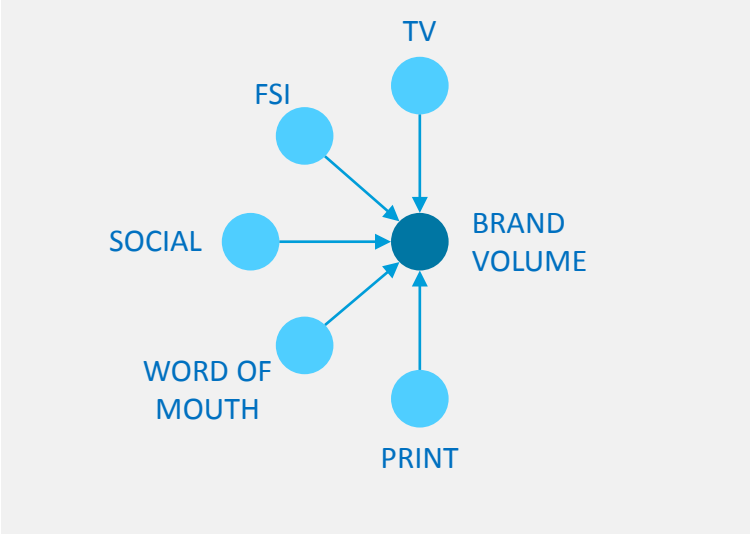 TV
FSI
SOCIAL
BRAND
VOLUME
WORD OF
MOUTH
PRINT